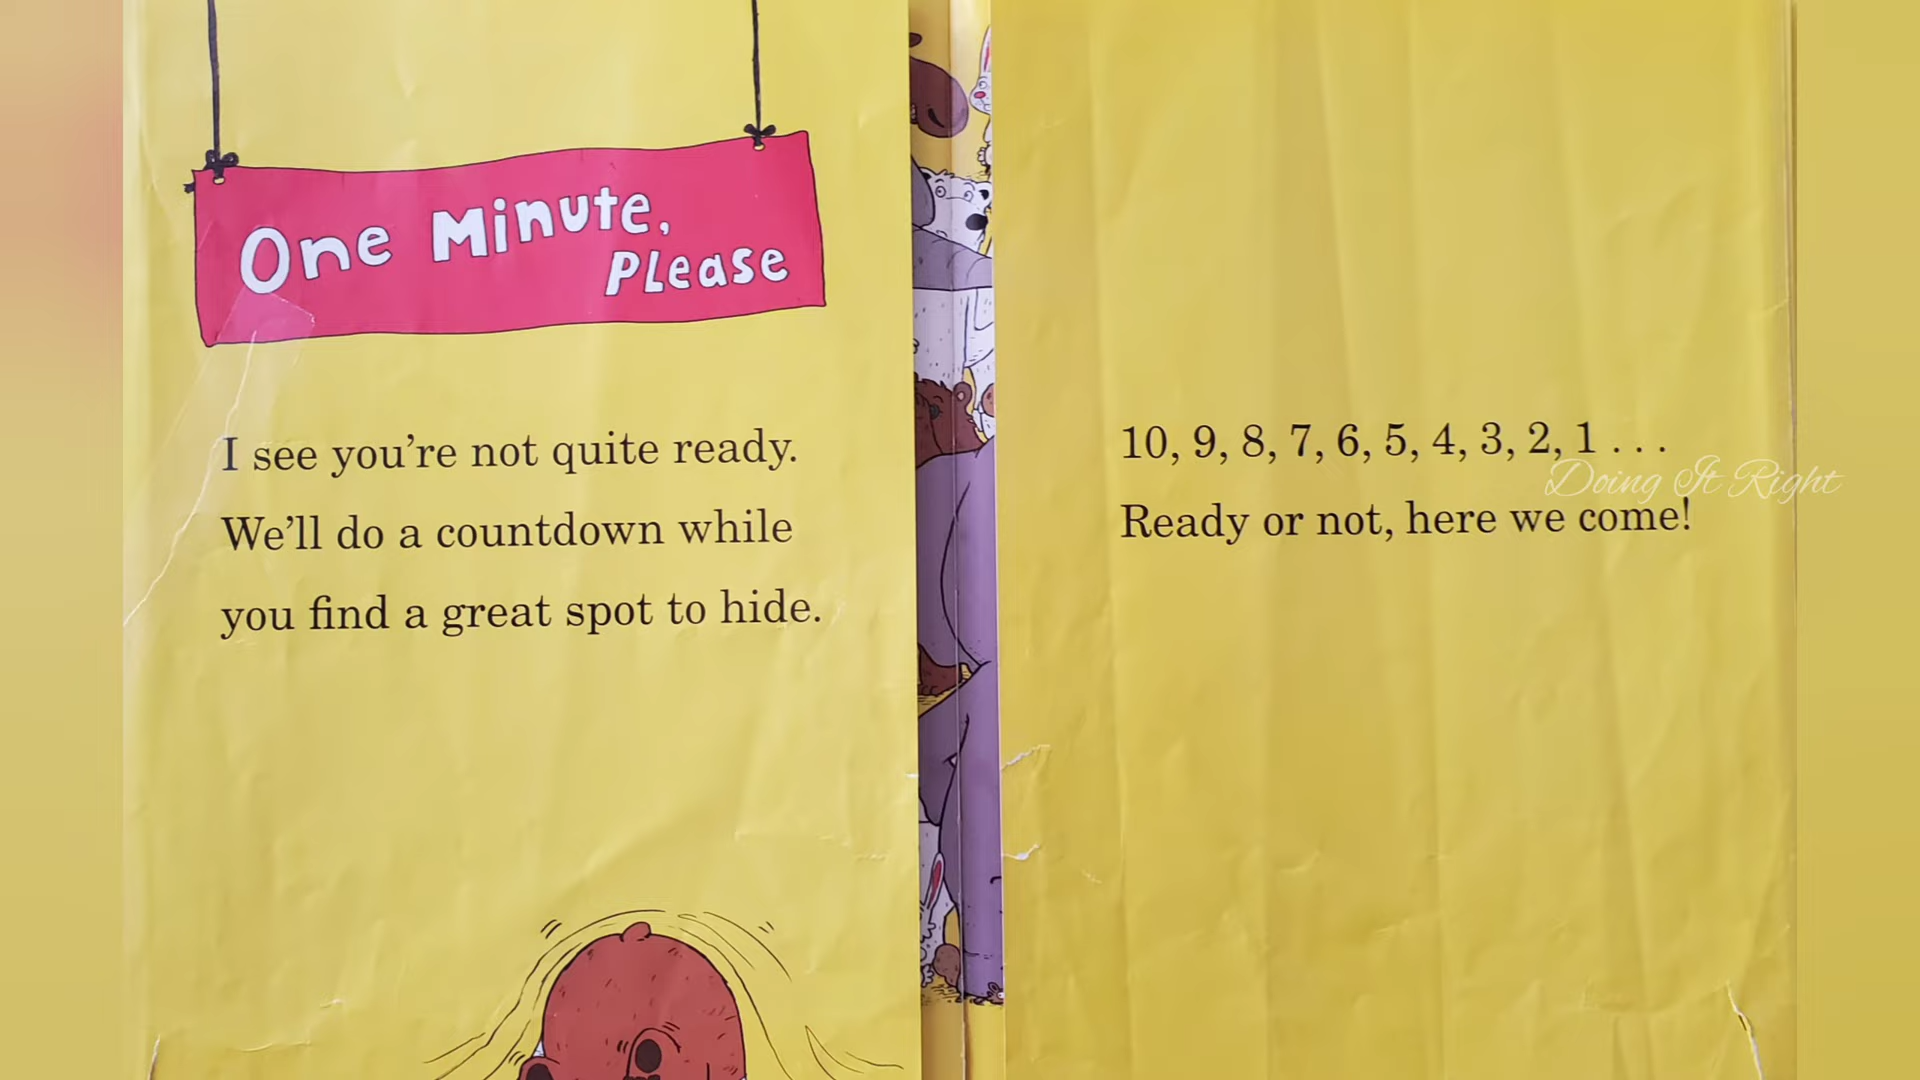 One Minute,
Please
I see you're not quite ready.
We'll do a countdown while
you find a great spot to hide.
10, 9, 8, 7, 6, 5, 4, 3, 2, 1 . . .
Doing It Right
Ready or not, here we come!